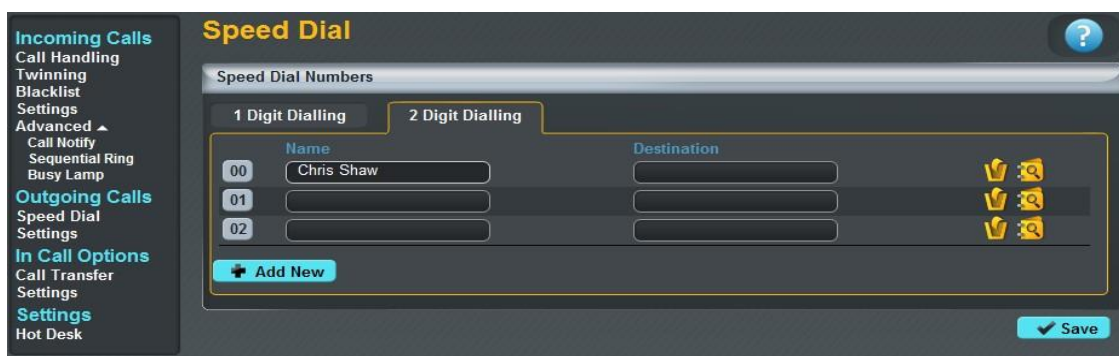 Incoming Calls
Call Handling
Twinning
Blacklist
Settings
Advanced ▲
Call Notify
Sequential Ring
Busy Lamp
Outgoing Calls
Speed Dial
Settings
In Call Options
Call Transfer
Settings
Settings
Hot Desk
Speed Dial
?
Speed Dial Numbers
1 Digit Dialling 2 Digit Dialling
Name Destination
00 Chris Shaw
01
02
Add New
Save